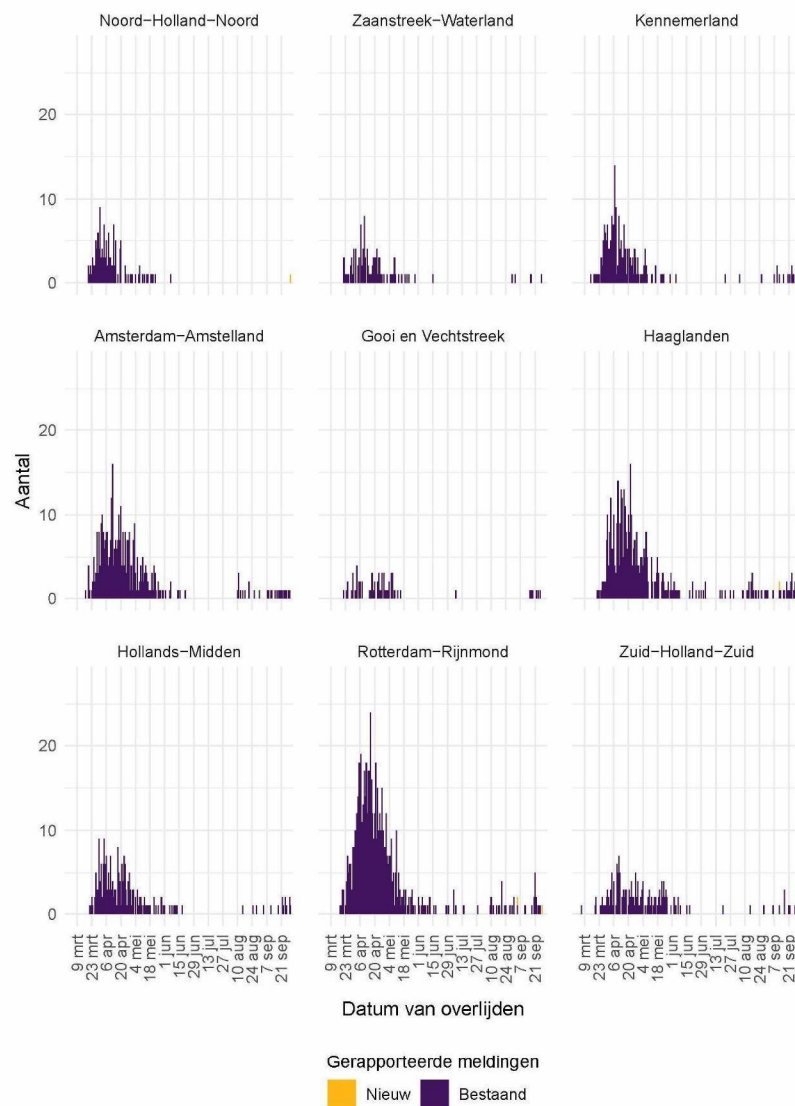 Noord-Holland-Noord Zaanstreek-Waterland Kennemerland
20
10
0
Amsterdam-Amstelland Gooi en Vechtstreek Haaglanden
20
10
0
Hollands-Midden Rotterdam-Rijnmond Zuid-Holland-Zuid
20
10
0
Aantal
9 mrt 23 mrt 6 apr 20 apr 4 mei 18 mei 1 jun 15 jun 29 jun 13 jul 27 jul 10 aug 24 aug 7 sep 21 sep
9 mrt 23 mrt 6 apr 20 apr 4 mei 18 mei 1 jun 15 jun 29 jun 13 jul 27 jul 10 aug 24 aug 7 sep 21 sep
9 mrt 23 mrt 6 apr 20 apr 4 mei 18 mei 1 jun 15 jun 29 jun 13 jul 27 jul 10 aug 24 aug 7 sep 21 sep
Datum van overlijden
Gerapporteerde meldingen
Nieuw Bestaand